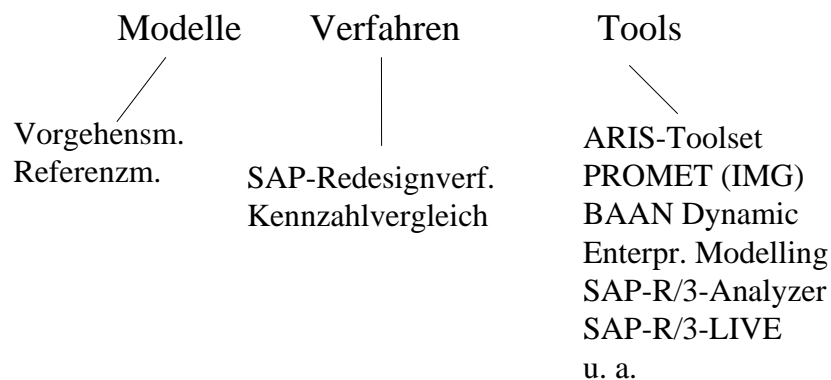 Modelle Verfahren Tools
Vorgehensm.
Referenzm.
SAP-Redesignverf.
Kennzahlvergleich
ARIS-Toolset
PROMET (IMG)
BAAN Dynamic
Enterpr. Modelling
SAP-R/3-Analyzer
SAP-R/3-LIVE
u. a.